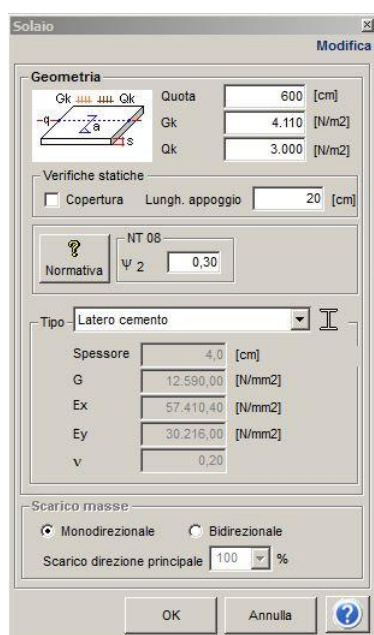 Solaio
Modifica
Geometria
Gk Qk
q
a
s
Quota 600 [cm]
Gk 4.110 [N/m2]
Qk 3.000 [N/m2]
Verifiche statiche
Copertura Lungh. appoggio 20 [cm]
? Normativa
NT 08
Ψ 2 0,30
Tipo Latero cemento
Spessore 4,0 [cm]
G 12.590,00 [N/mm2]
Ex 57.410,40 [N/mm2]
Ey 30.216,00 [N/mm2]
ν 0,20
Scarico masse
Monodirezionale Bidirezionale
Scarico direzione principale 100 %
OK Annulla ?